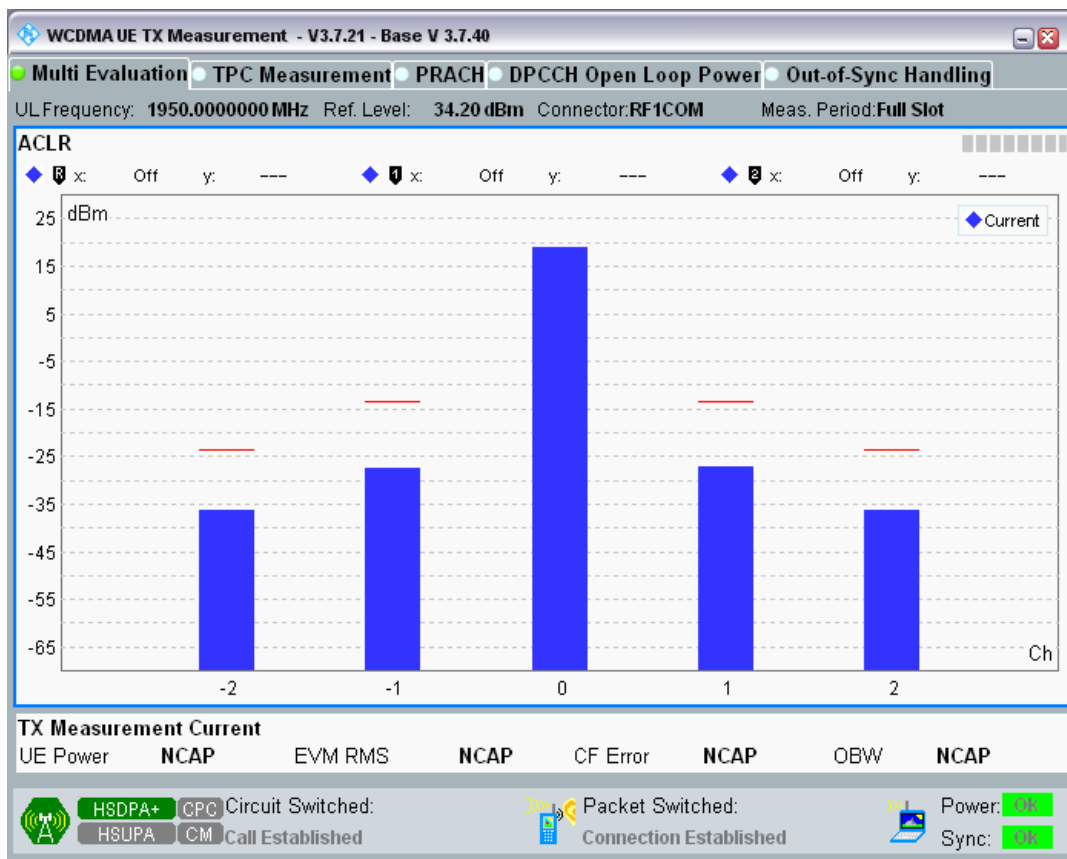 WCDMA UE TX Measurement - V3.7.21 - Base V 3.7.40
Multi Evaluation TPC Measurement PRACH DPCCH Open Loop Power Out-of-Sync Handling
UL Frequency: 1950.0000000 MHz Ref. Level: 34.20 dBm Connector:RF1COM Meas. Period:Full Slot
ACLR
R x: Off y: --- 1 x: Off y: --- 2 x: Off y: ---
dBm
Current
25
15
5
-5
-15
-25
-35
-45
-55
-65
Ch
-2 -1 0 1 2
TX Measurement Current
UE Power NCAP EVM RMS NCAP CF Error NCAP OBW NCAP
HSDPA+ CPC Circuit Switched: Packet Switched: Power: OK
HSUPA CM Call Established Connection Established Sync: OK